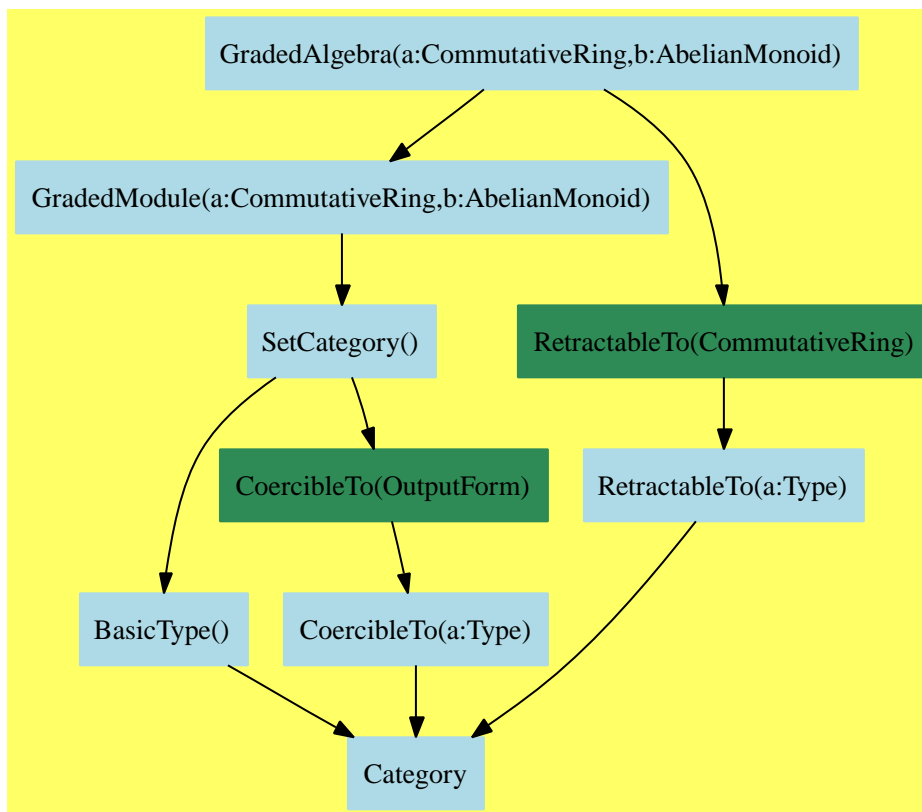 GradedAlgebra(a:CommutativeRing,b:AbelianMonoid)
GradedModule(a:CommutativeRing,b:AbelianMonoid)
SetCategory()
RetractableTo(CommutativeRing)
CoercibleTo(OutputForm)
RetractableTo(a:Type)
BasicType()
CoercibleTo(a:Type)
Category